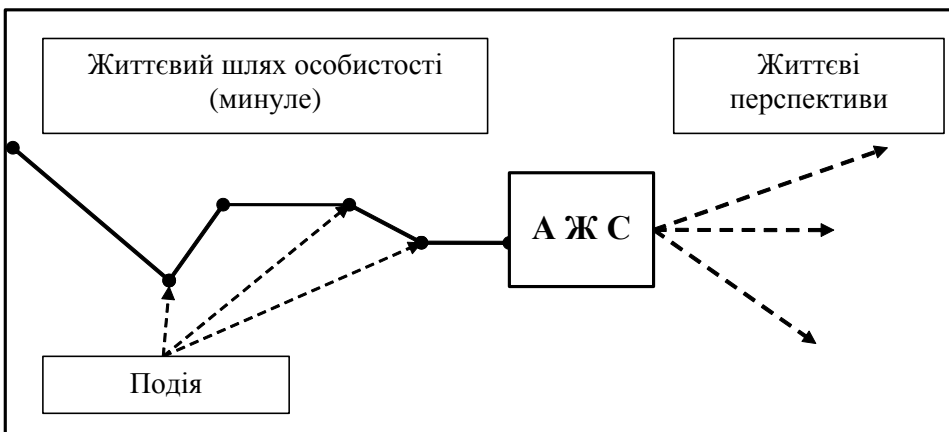 Життєвий шлях особистості
(минуле)
Життєві
перспективи
А Ж С
Подія